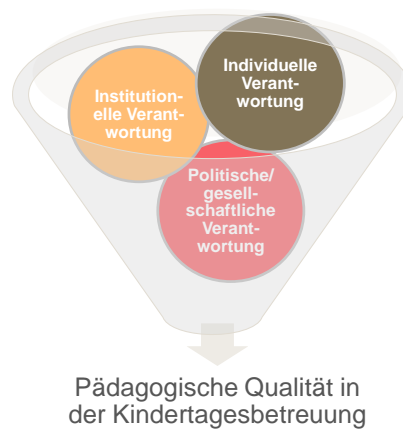 Institution-
elle Verant-
wortung
Individuelle
Verant-
wortung
Politische/
gesell-
schaftliche
Verant-
wortung
Pädagogische Qualität in
der Kindertagesbetreuung